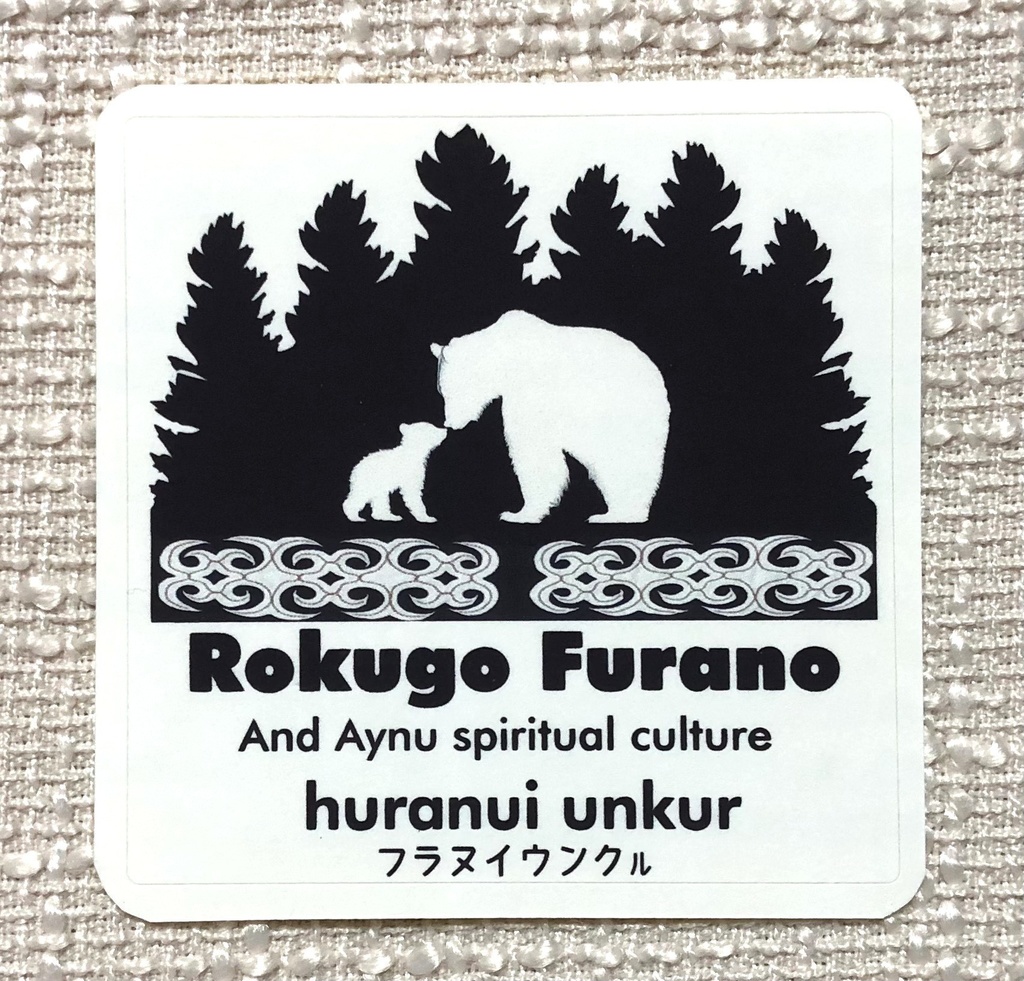 Rokugo Furano
And Aynu spiritual culture
huranui unkur
フラヌイウンクㇽ